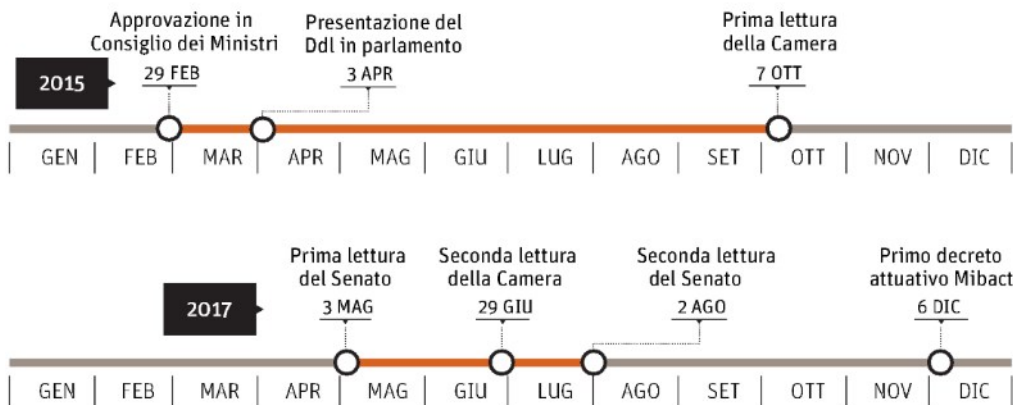 Approvazione in
Consiglio dei Ministri
29 FEB
Presentazione del
Ddl in parlamento
3 APR
Prima lettura
della Camera
7 OTT
2015
GEN FEB MAR APR MAG GIU LUG AGO SET OTT NOV DIC
Prima lettura
del Senato
3 MAG
Seconda lettura
della Camera
29 GIU
Seconda lettura
del Senato
2 AGO
Primo decreto
attuativo Mibact
6 DIC
2017
GEN FEB MAR APR MAG GIU LUG AGO SET OTT NOV DIC